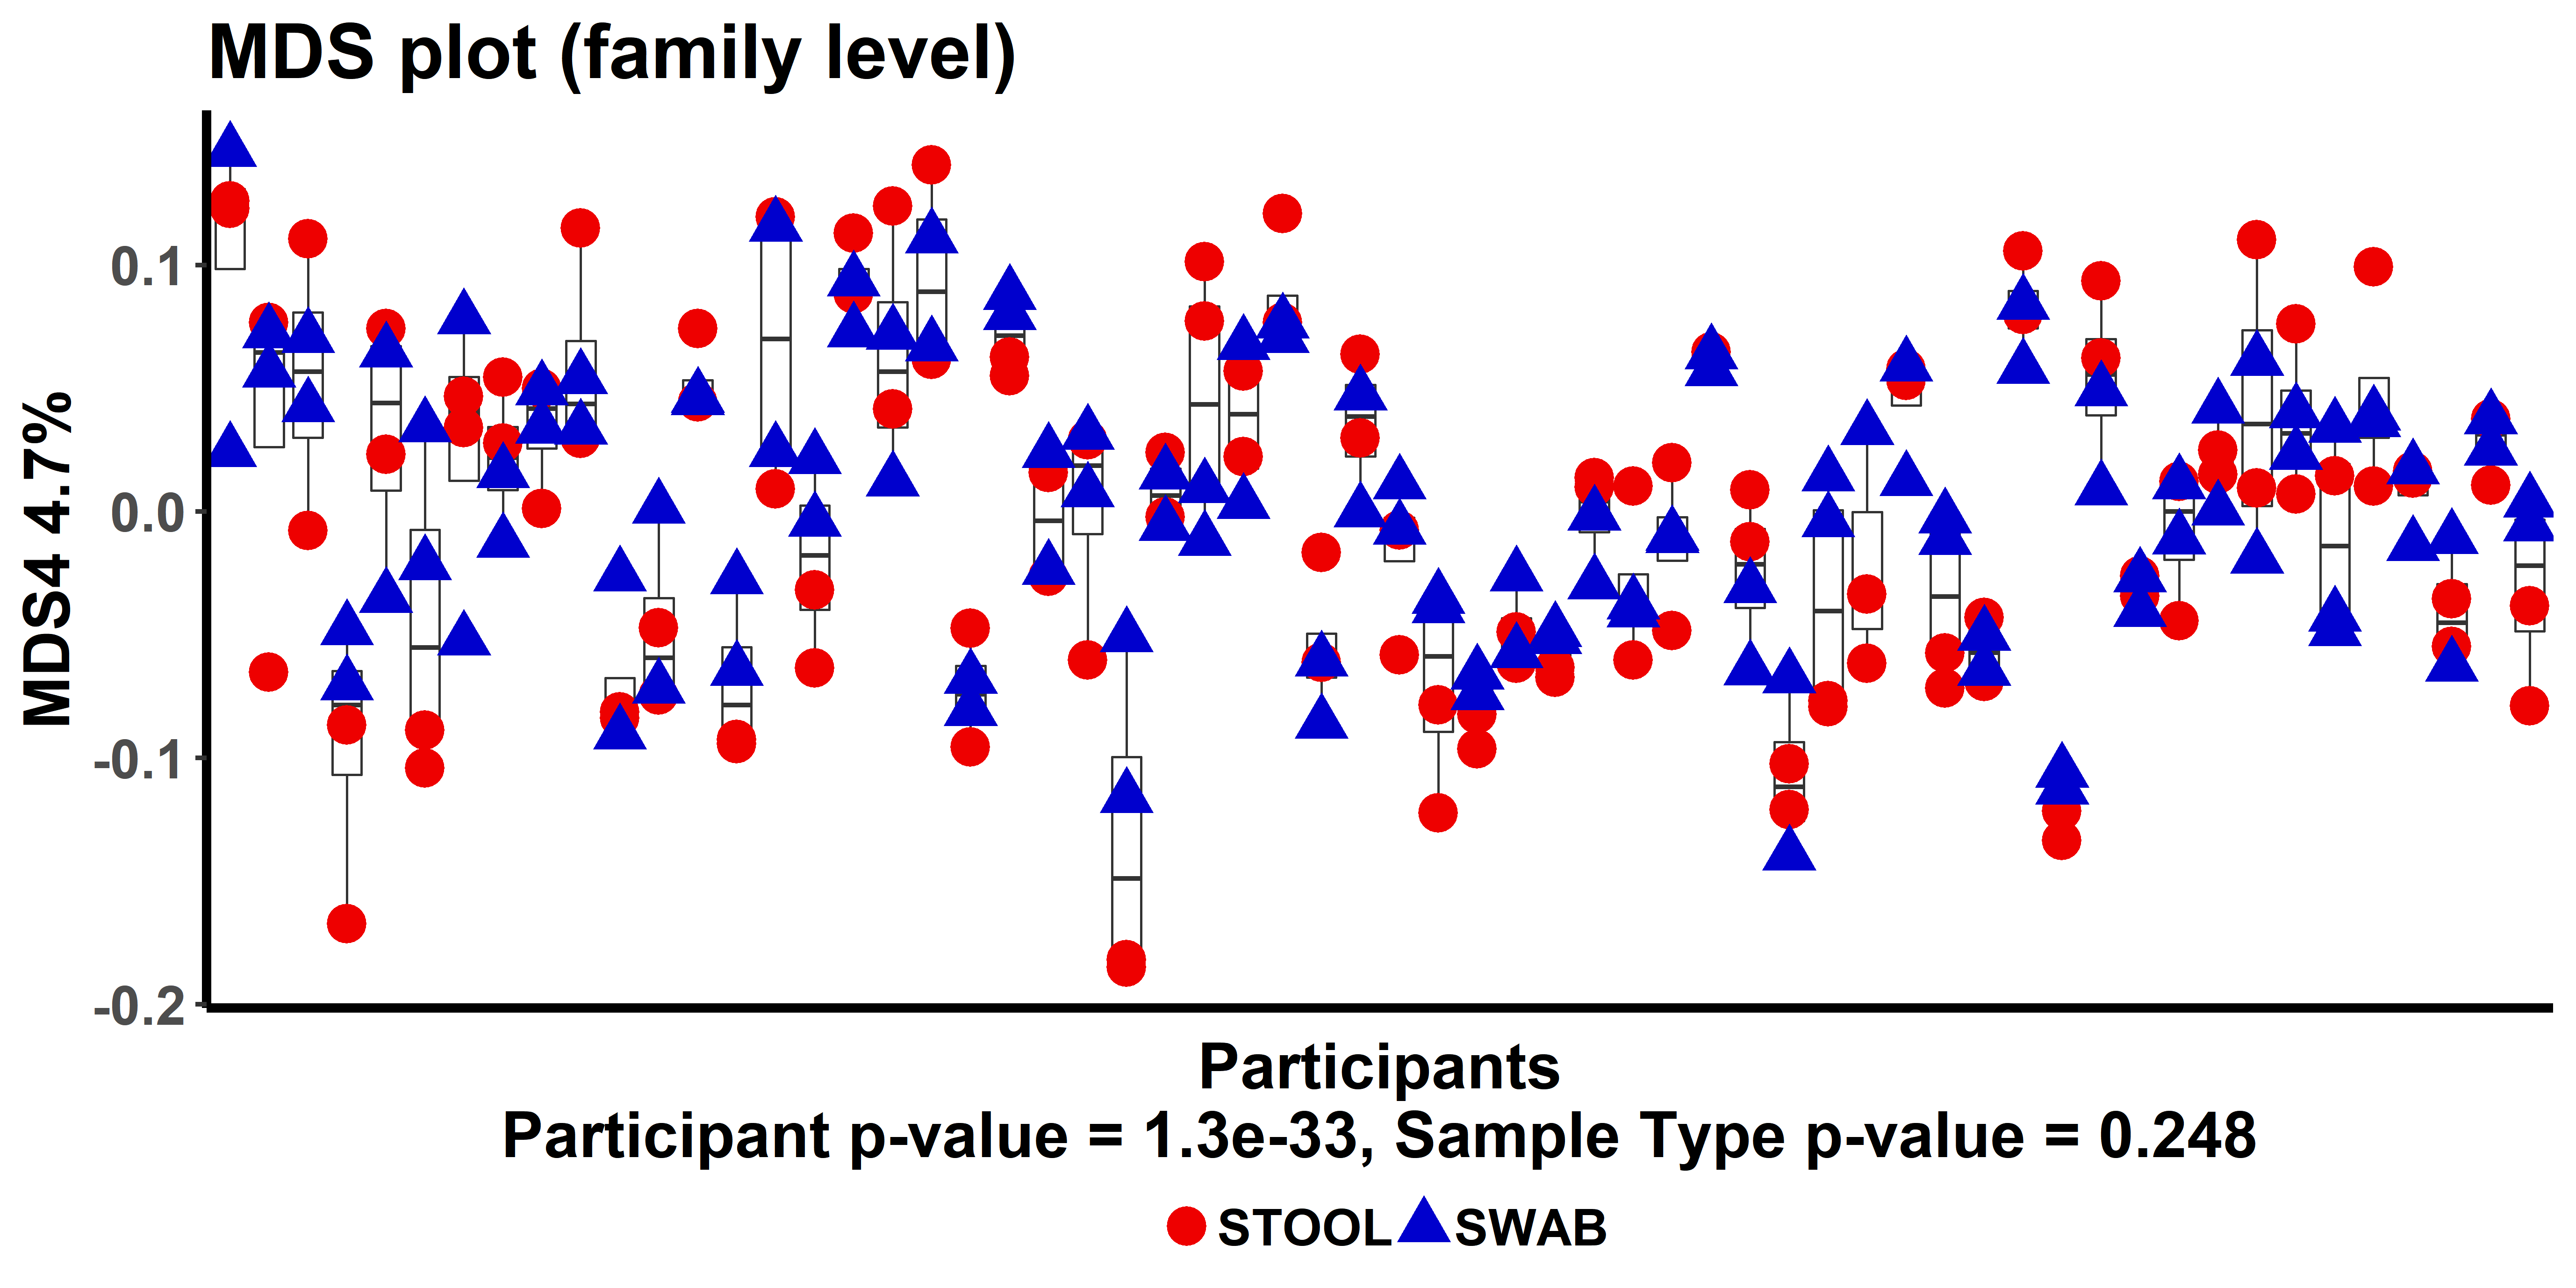 MDS plot (family level)
MDS4 4.7%
0.1
0.0
-0.1
-0.2
Participants
Participant p-value = 1.3e-33, Sample Type p-value = 0.248
STOOL SWAB